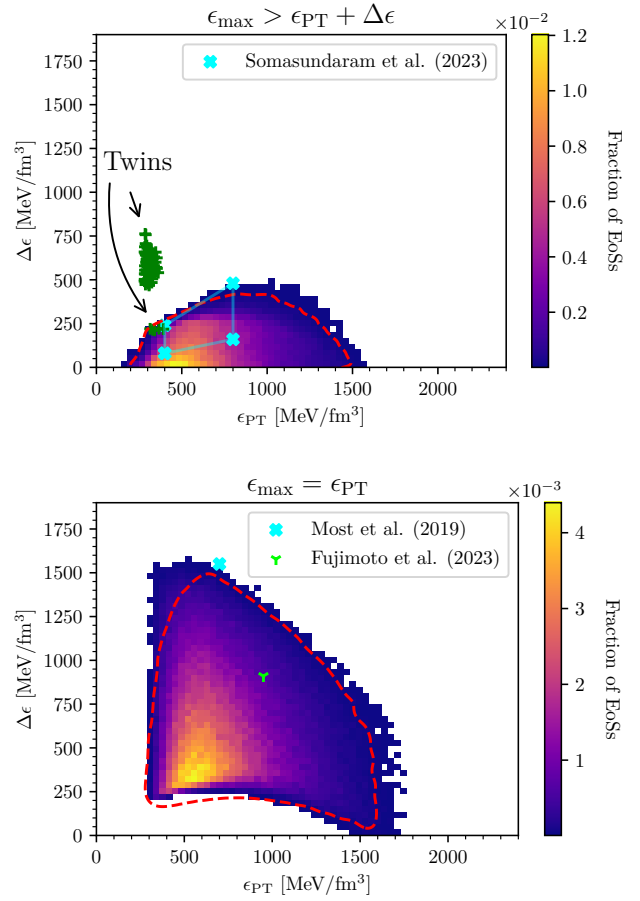 ϵmax > ϵPT + Δϵ
×10⁻²
Somasundaram et al. (2023)
Twins
Δϵ [MeV/fm³]
1750
1500
1250
1000
750
500
250
0
0 500 1000 1500 2000
ϵPT [MeV/fm³]
1.2
1.0
0.8
0.6
0.4
0.2
Fraction of EoSs
ϵmax = ϵPT
×10⁻³
Most et al. (2019)
Fujimoto et al. (2023)
Δϵ [MeV/fm³]
1750
1500
1250
1000
750
500
250
0
0 500 1000 1500 2000
ϵPT [MeV/fm³]
4
3
2
1
Fraction of EoSs